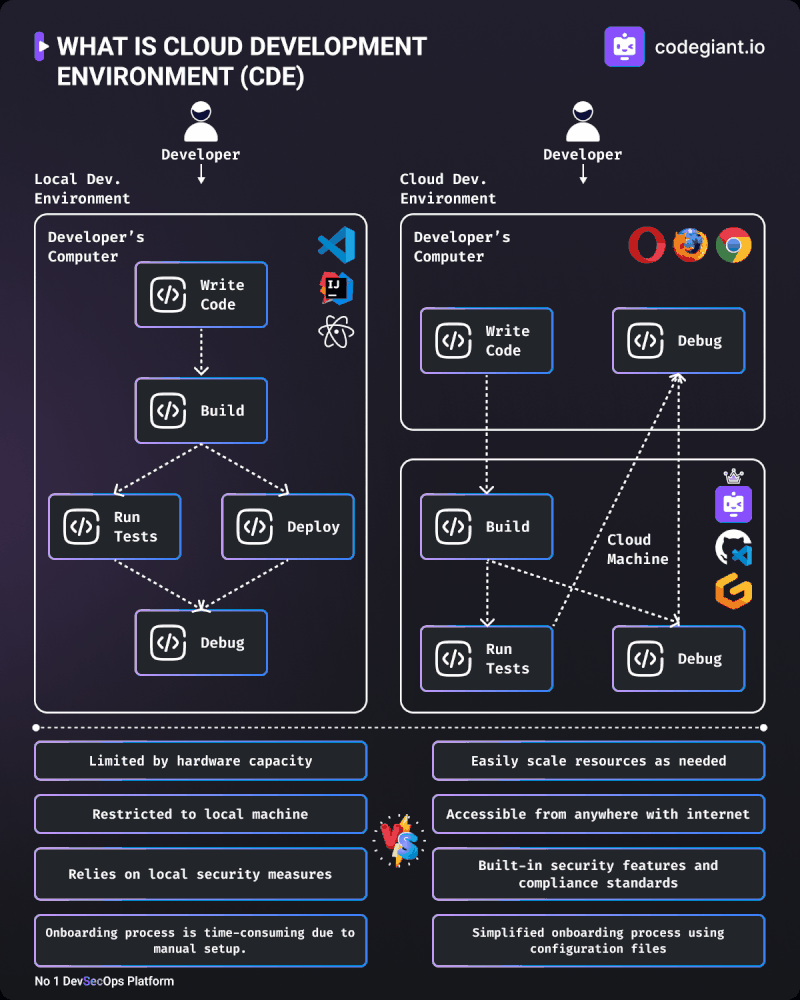 WHAT IS CLOUD DEVELOPMENT
ENVIRONMENT (CDE)
codegiant.io
Developer
Local Dev.
Environment
Developer's
Computer
IJ
Write
Code
Build
Run
Tests
Deploy
Debug
Developer
Cloud Dev.
Environment
Developer's
Computer
Write
Code
Debug
Build
Cloud
Machine
Run
Tests
Debug
Limited by hardware capacity
Restricted to local machine
Relies on local security measures
Onboarding process is time-consuming due to
manual setup.
VS
Easily scale resources as needed
Accessible from anywhere with internet
Built-in security features and
compliance standards
Simplified onboarding process using
configuration files
No 1 DevSecOps Platform